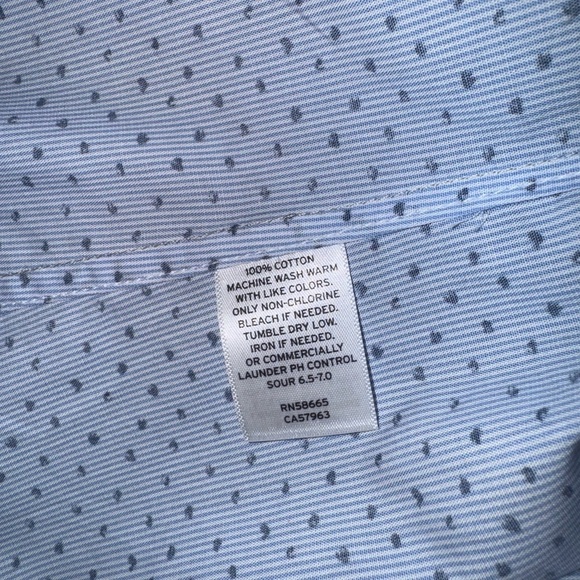 100% COTTON
MACHINE WASH WARM
WITH LIKE COLORS.
ONLY NON-CHLORINE
BLEACH IF NEEDED.
TUMBLE DRY LOW.
IRON IF NEEDED.
OR COMMERCIALLY
LAUNDER PH CONTROL
SOUR 6.5-7.0
RN58665
CA57963